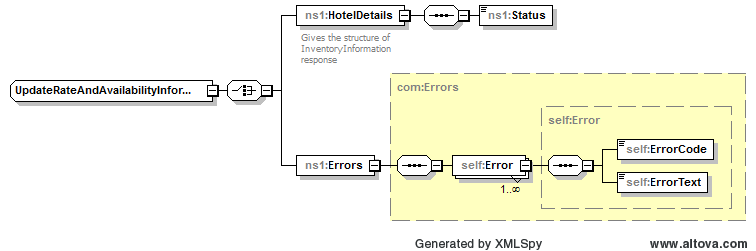 ns1:HotelDetails
ns1:Status
Gives the structure of
InventoryInformation
response
UpdateRateAndAvailabilityInfor...
com:Errors
self:Error
ns1:Errors
self:Error
1..∞
self:ErrorCode
self:ErrorText
Generated by XMLSpy
www.altova.com